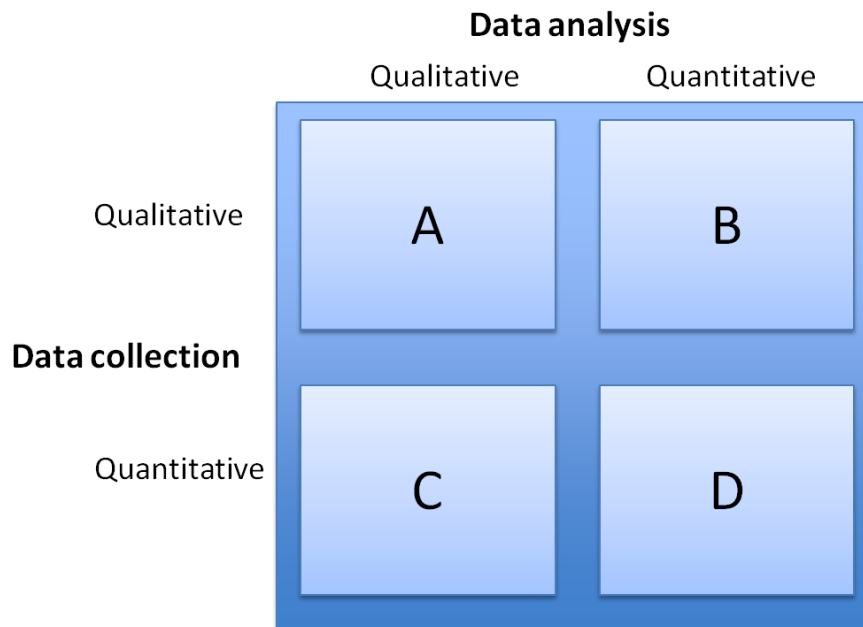 Data analysis
Qualitative Quantitative
Qualitative A B
Data collection
Quantitative C D